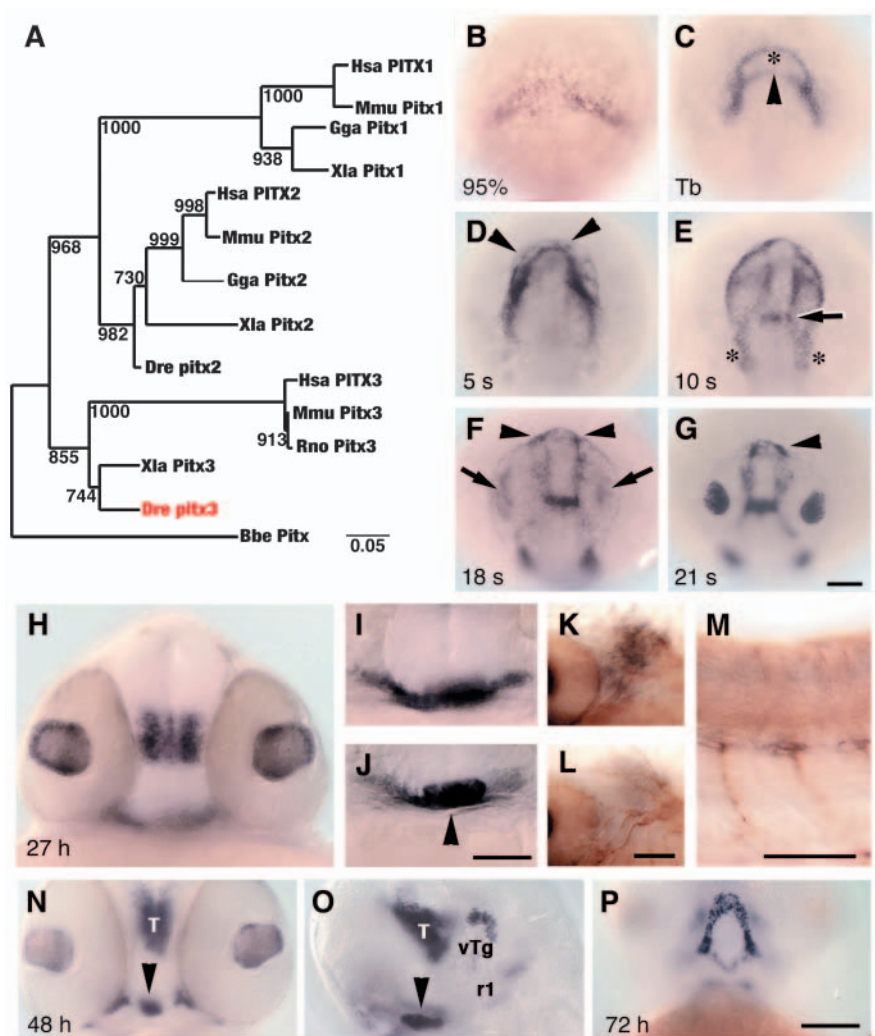 A
Hsa PITX1
1000
Mmu Pitx1
1000
Gga Pitx1
938
Xla Pitx1
Hsa PITX2
998
Mmu Pitx2
999
968
Gga Pitx2
730
Xla Pitx2
982
Dre pitx2
Hsa PITX3
1000
Mmu Pitx3
913
Rno Pitx3
855
Xla Pitx3
744
Dre pitx3
Bbe Pitx
0.05
B
95%
C
*
Tb
D
5 s
E
* *
10 s
F
18 s
G
21 s
H
27 h
I
J
K
L
M
N
T
48 h
O
T
vTg
r1
P
72 h